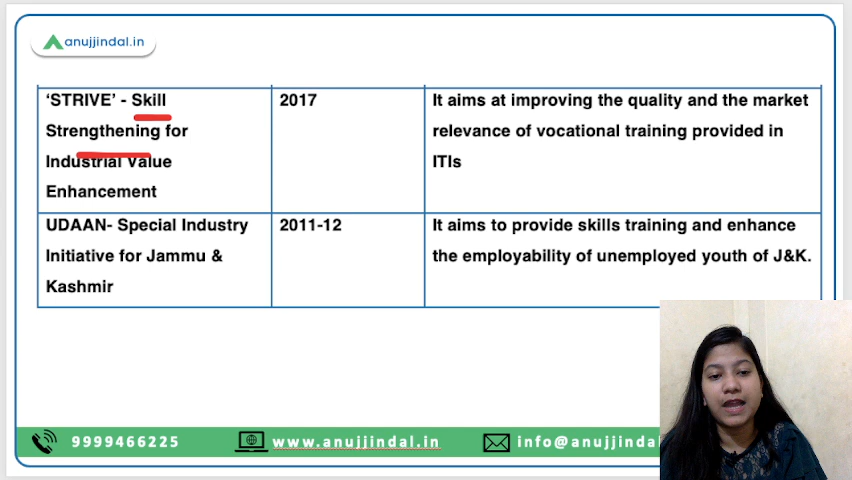 anujjindal.in
‘STRIVE’ - Skill Strengthening for Industrial Value Enhancement
2017
It aims at improving the quality and the market relevance of vocational training provided in ITIs
UDAAN- Special Industry Initiative for Jammu & Kashmir
2011-12
It aims to provide skills training and enhance the employability of unemployed youth of J&K.
9999466225
www.anujjindal.in
info@anujjindal